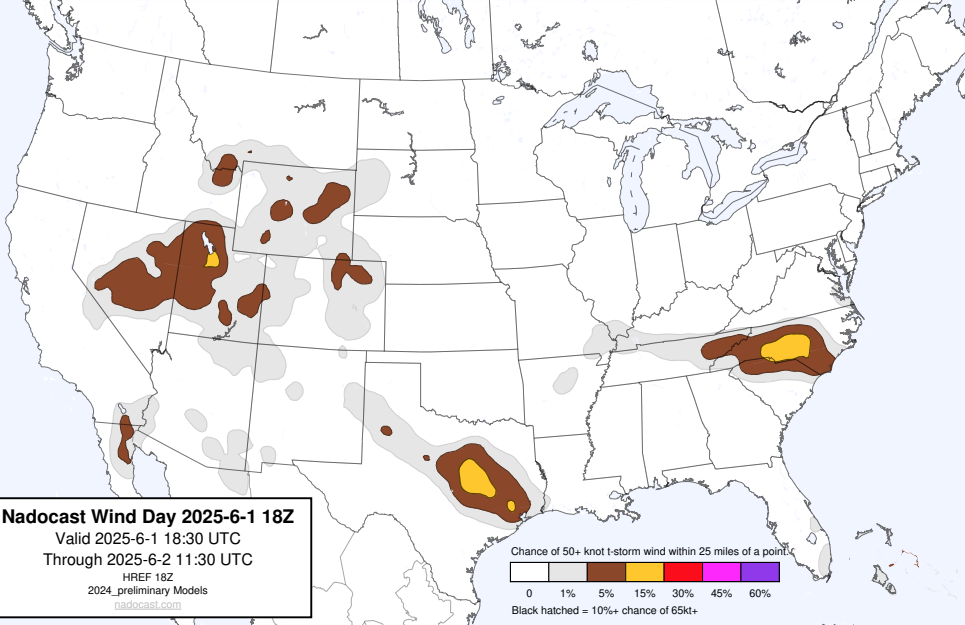 Nadocast Wind Day 2025-6-1 18Z
Valid 2025-6-1 18:30 UTC
Through 2025-6-2 11:30 UTC
HREF 18Z
2024_preliminary Models
nadocast.com
Chance of 50+ knot t-storm wind within 25 miles of a point.
0 1% 5% 15% 30% 45% 60%
Black hatched = 10%+ chance of 65kt+